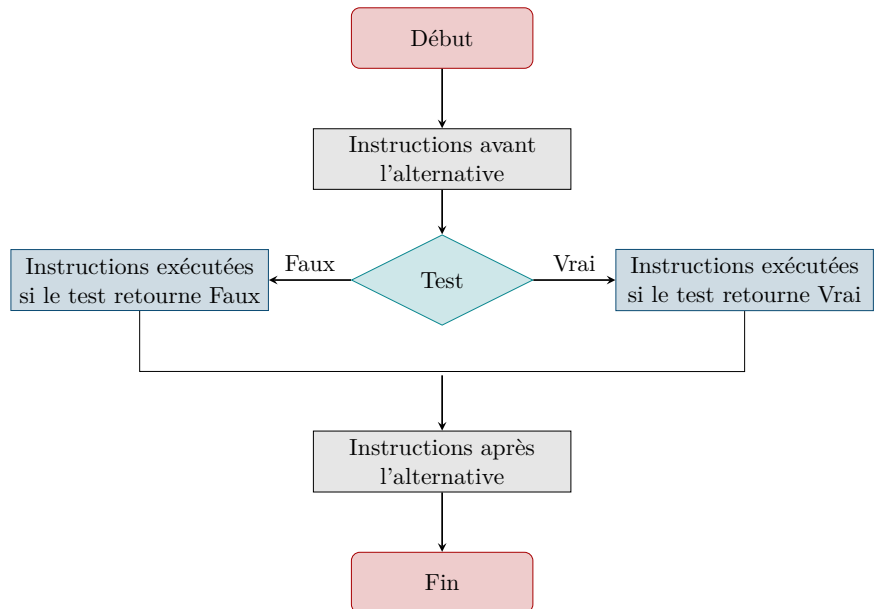 Début
Instructions avant
l'alternative
Faux
Test
Vrai
Instructions exécutées
si le test retourne Faux
Instructions exécutées
si le test retourne Vrai
Instructions après
l'alternative
Fin